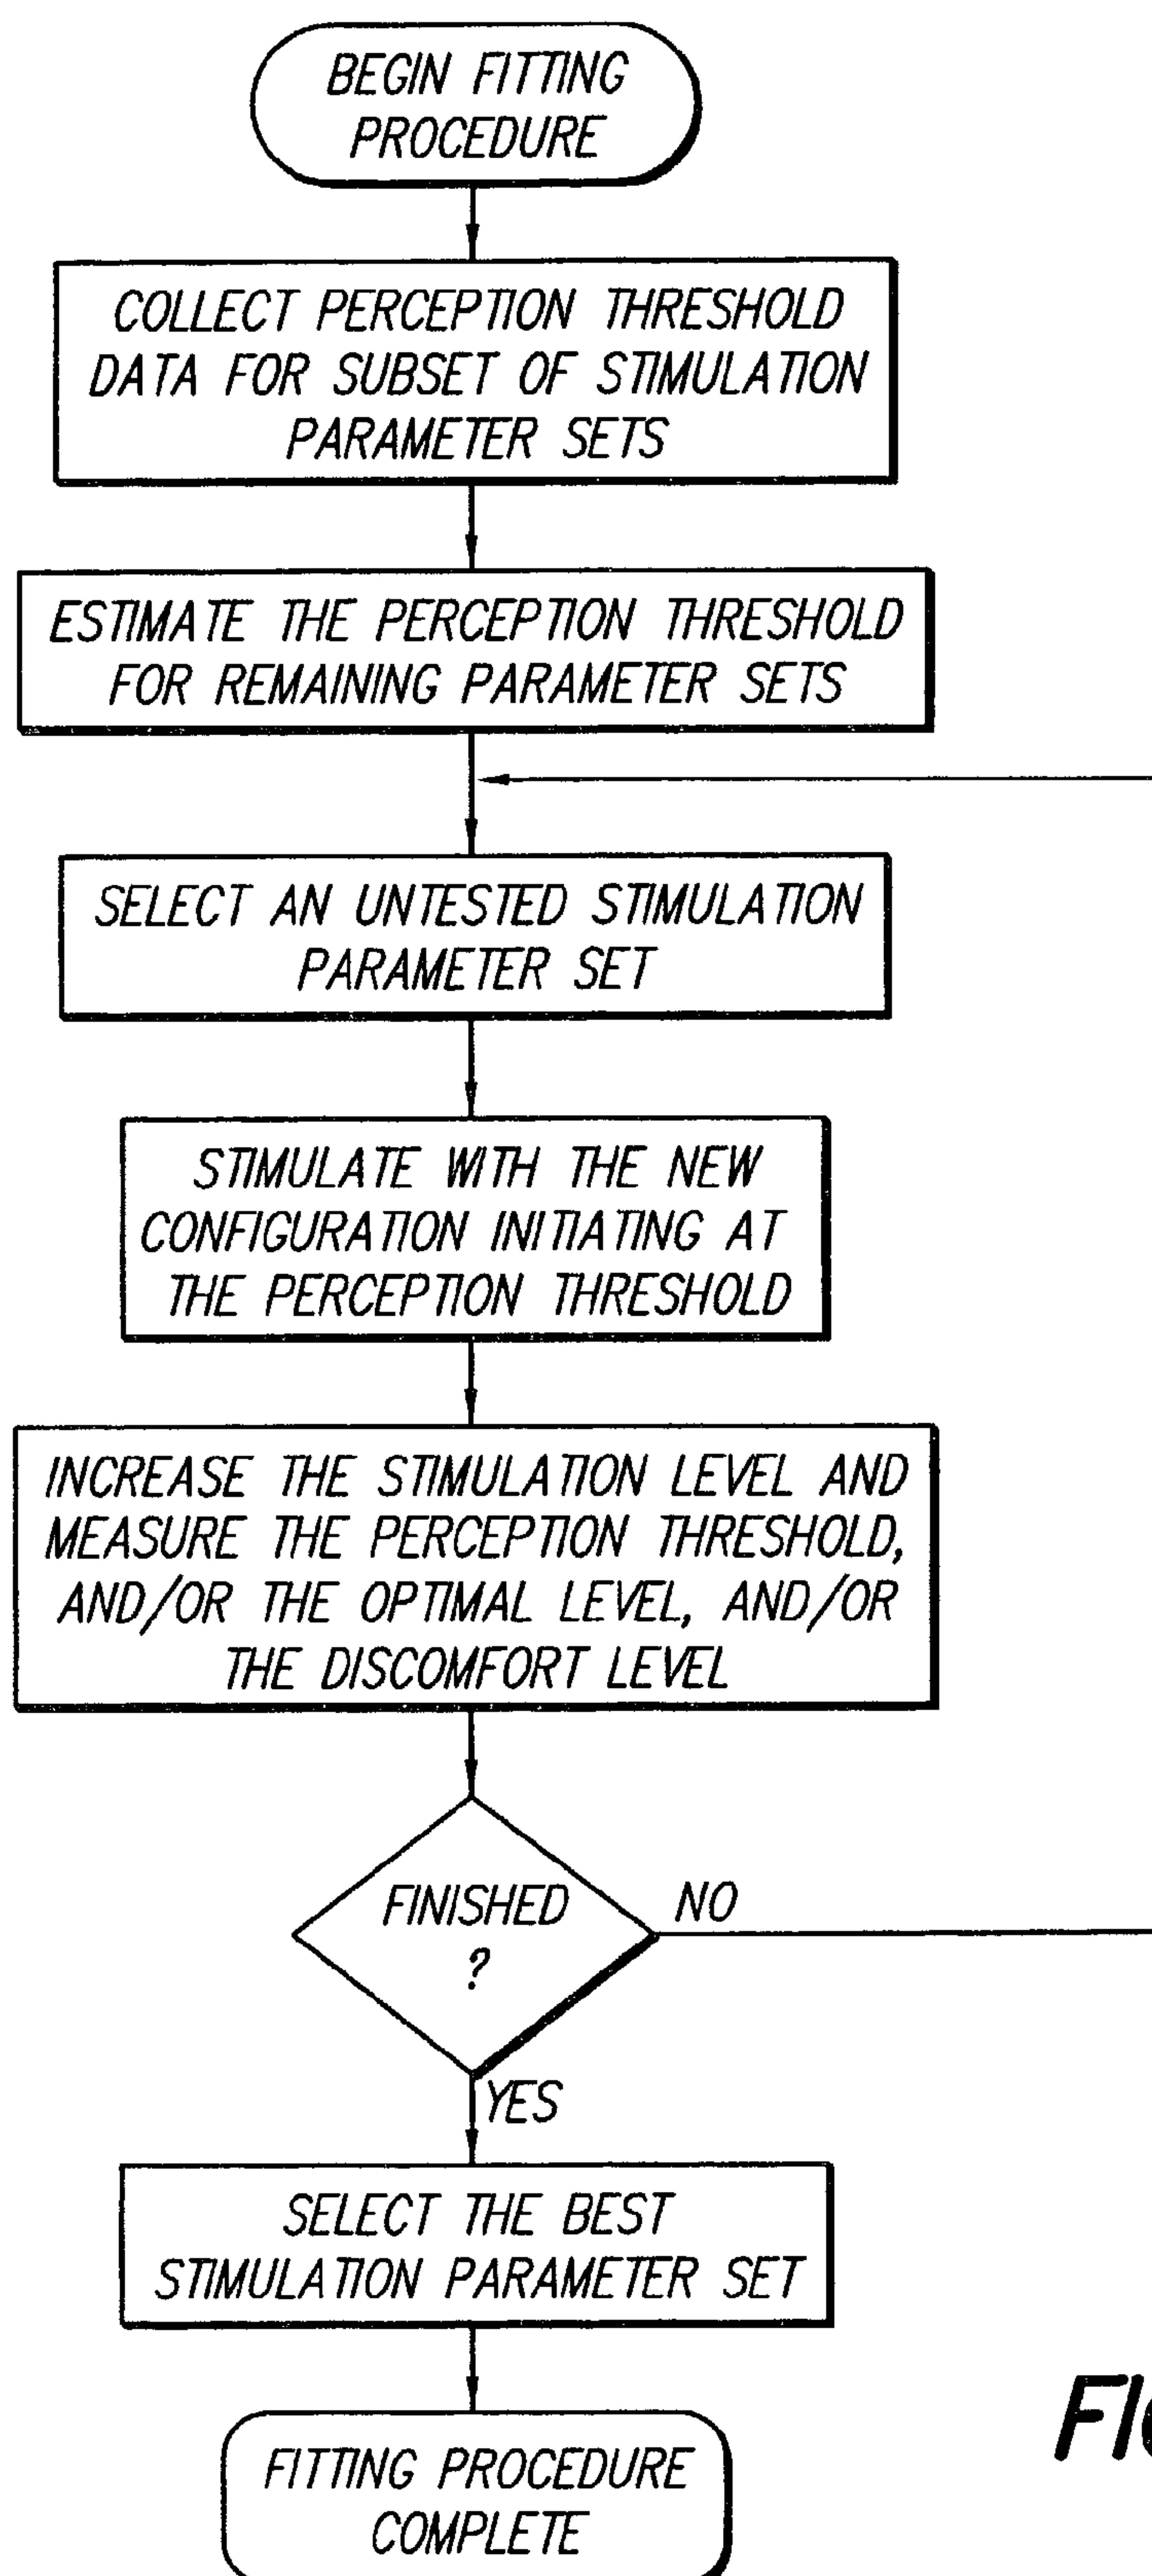 BEGIN FITTING
PROCEDURE
COLLECT PERCEPTION THRESHOLD
DATA FOR SUBSET OF STIMULATION
PARAMETER SETS
ESTIMATE THE PERCEPTION THRESHOLD
FOR REMAINING PARAMETER SETS
SELECT AN UNTESTED STIMULATION
PARAMETER SET
STIMULATE WITH THE NEW
CONFIGURATION INITIATING AT
THE PERCEPTION THRESHOLD
INCREASE THE STIMULATION LEVEL AND
MEASURE THE PERCEPTION THRESHOLD,
AND/OR THE OPTIMAL LEVEL, AND/OR
THE DISCOMFORT LEVEL
FINISHED
?
NO
YES
SELECT THE BEST
STIMULATION PARAMETER SET
FITTING PROCEDURE
COMPLETE